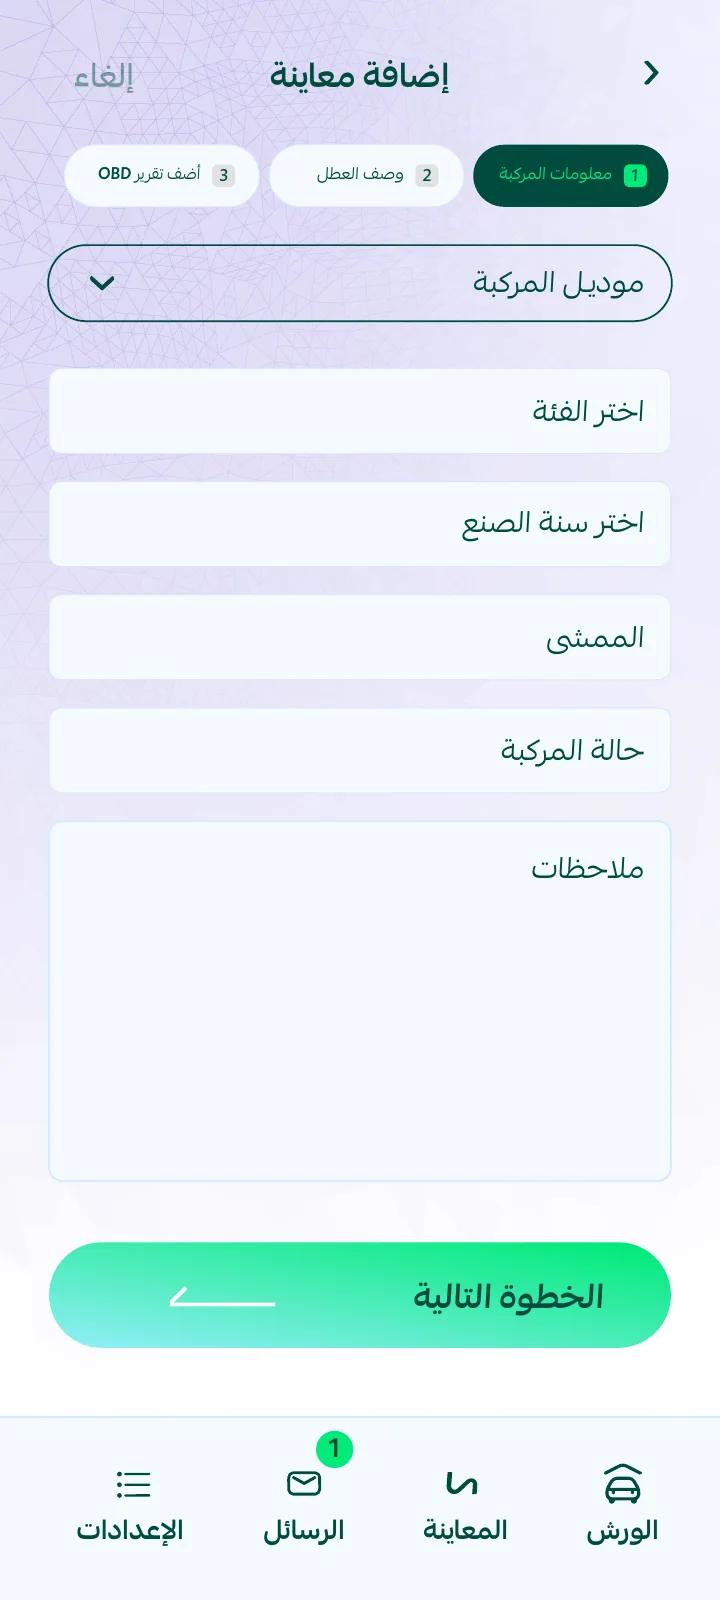 إضافة معاينة
إلغاء
1 معلومات المركبة
2 وصف العطل
3 أضف تقرير OBD
موديل المركبة
اختر الفئة
اختر سنة الصنع
الممشى
حالة المركبة
ملاحظات
الخطوة التالية
1
الورش
المعاينة
الرسائل
الإعدادات